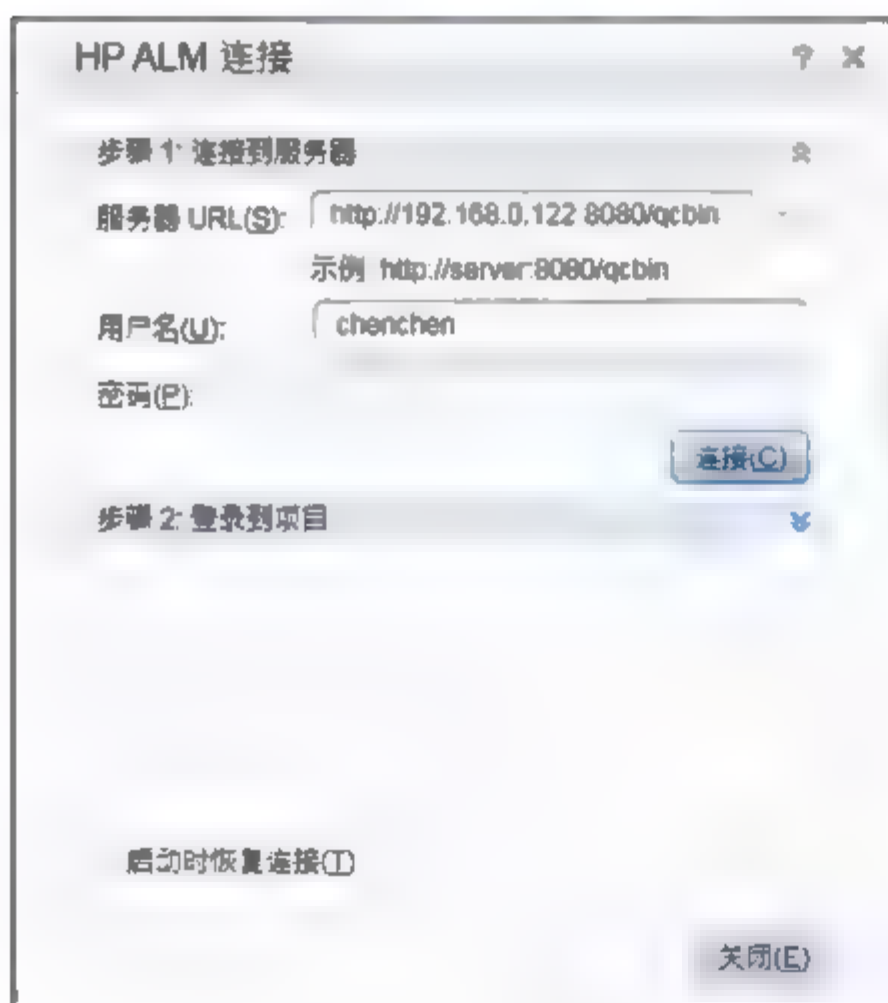 HP ALM 连接 ? ×
步骤 1: 连接到服务器
服务器 URL(S): http://192.168.0.122:8080/qcbin
示例 http://server:8080/qcbin
用户名(U): chenchen
密码(P):
连接(C)
步骤 2: 登录到项目
启动时恢复连接(T)
关闭(E)